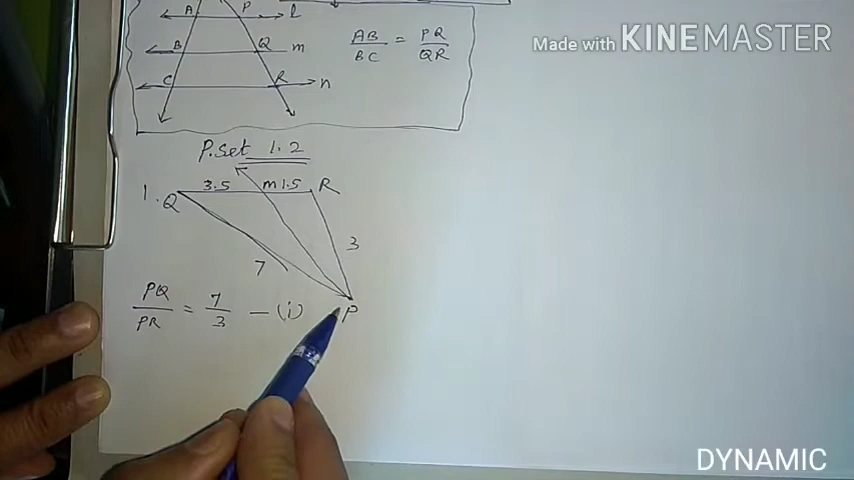 A P l
B Q m
C R n
AB/BC = PQ/QR
Made with KINEMASTER
P.Set 1.2
1. Q 3.5 M 1.5 R
3
7
PQ/PR = 7/3 — (i)
P
DYNAMIC